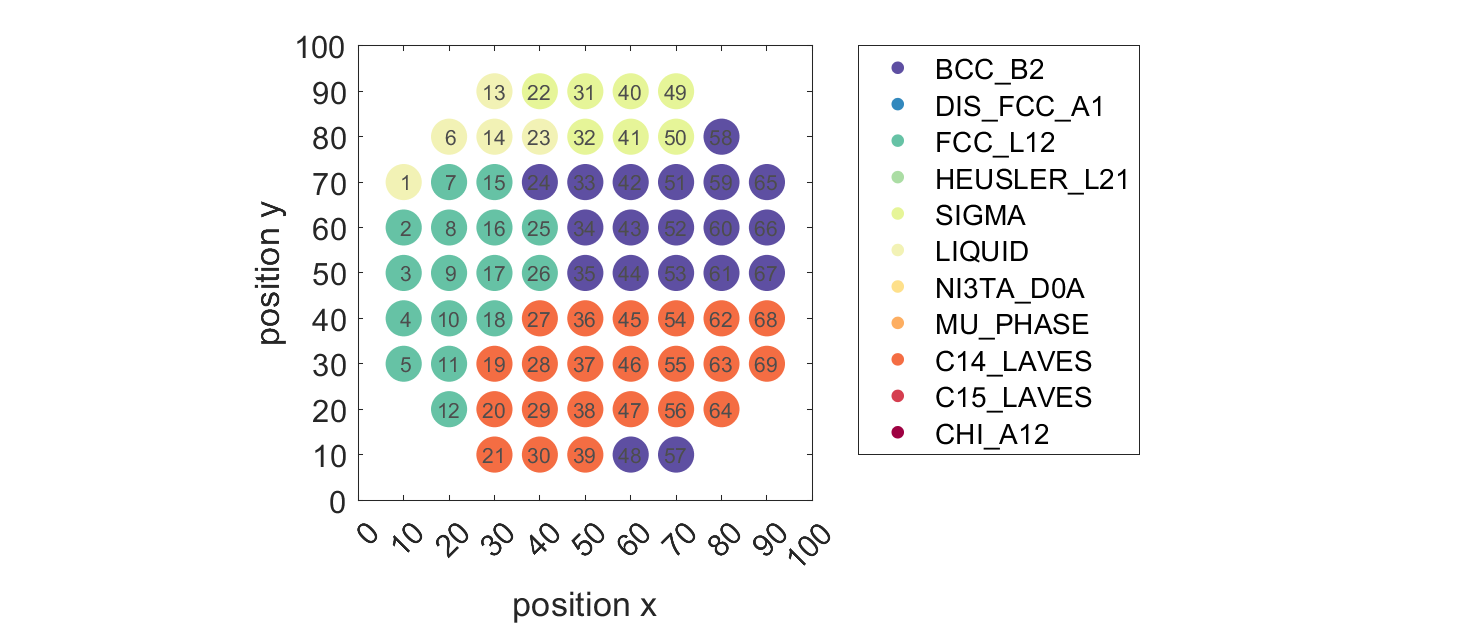 100
90 13 22 31 40 49
80 6 14 23 32 41 50 58
70 1 7 15 24 33 42 51 59 65
60 2 8 16 25 34 43 52 60 66
50 3 9 17 26 35 44 53 61 67
40 4 10 18 27 36 45 54 62 68
30 5 11 19 28 37 46 55 63 69
20 12 20 29 38 47 56 64
10 21 30 39 48 57
0
position y
0 10 20 30 40 50 60 70 80 90 100
position x
BCC_B2
DIS_FCC_A1
FCC_L12
HEUSLER_L21
SIGMA
LIQUID
NI3TA_D0A
MU_PHASE
C14_LAVES
C15_LAVES
CHI_A12